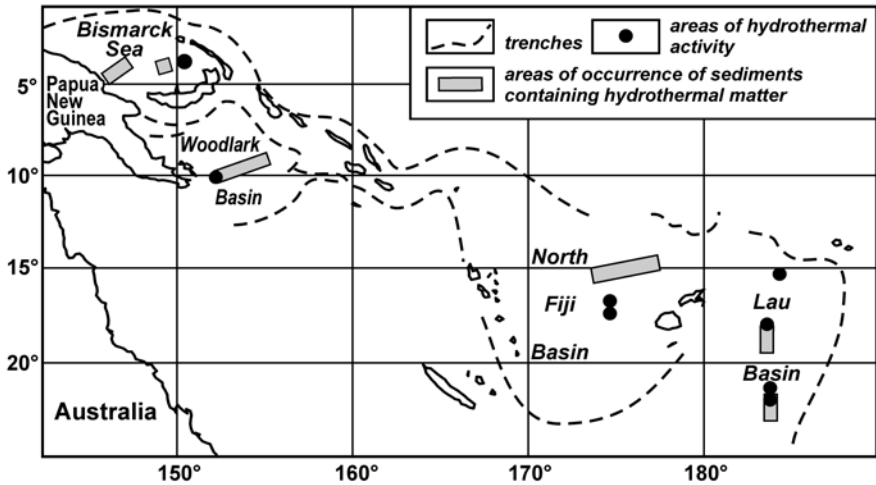 Bismarck
Sea
5°
Papua
New
Guinea
trenches
areas of hydrothermal
activity
areas of occurrence of sediments
containing hydrothermal matter
Woodlark
10°
Basin
15°
North
Fiji
Lau
20°
Basin
Basin
Australia
150°
160°
170°
180°